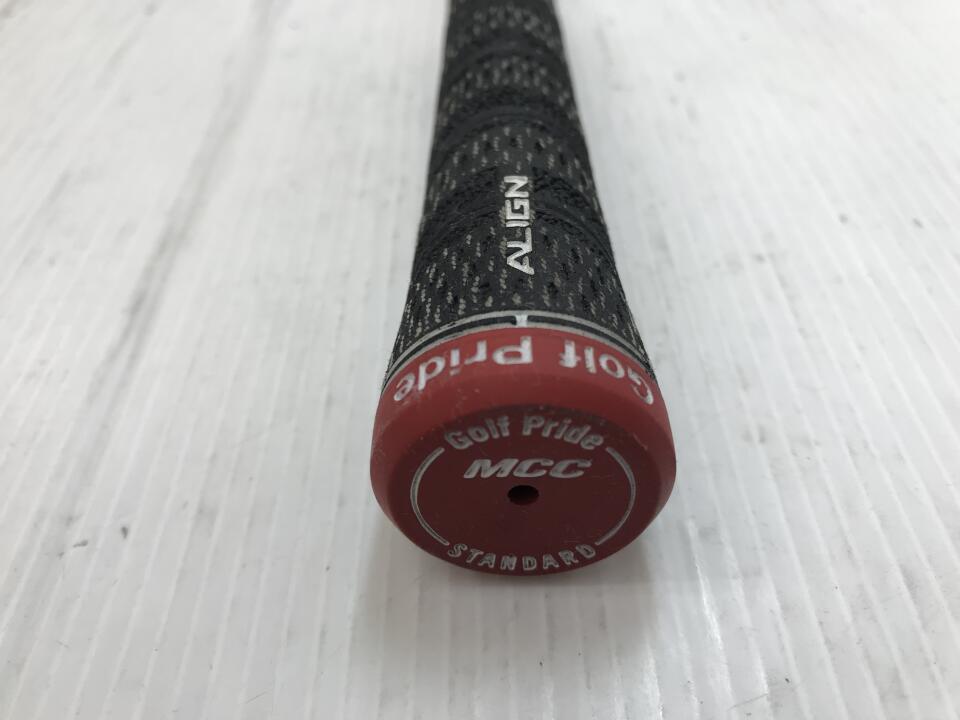 ALIGN
Golf Pride
Golf Pride
MCC
STANDARD